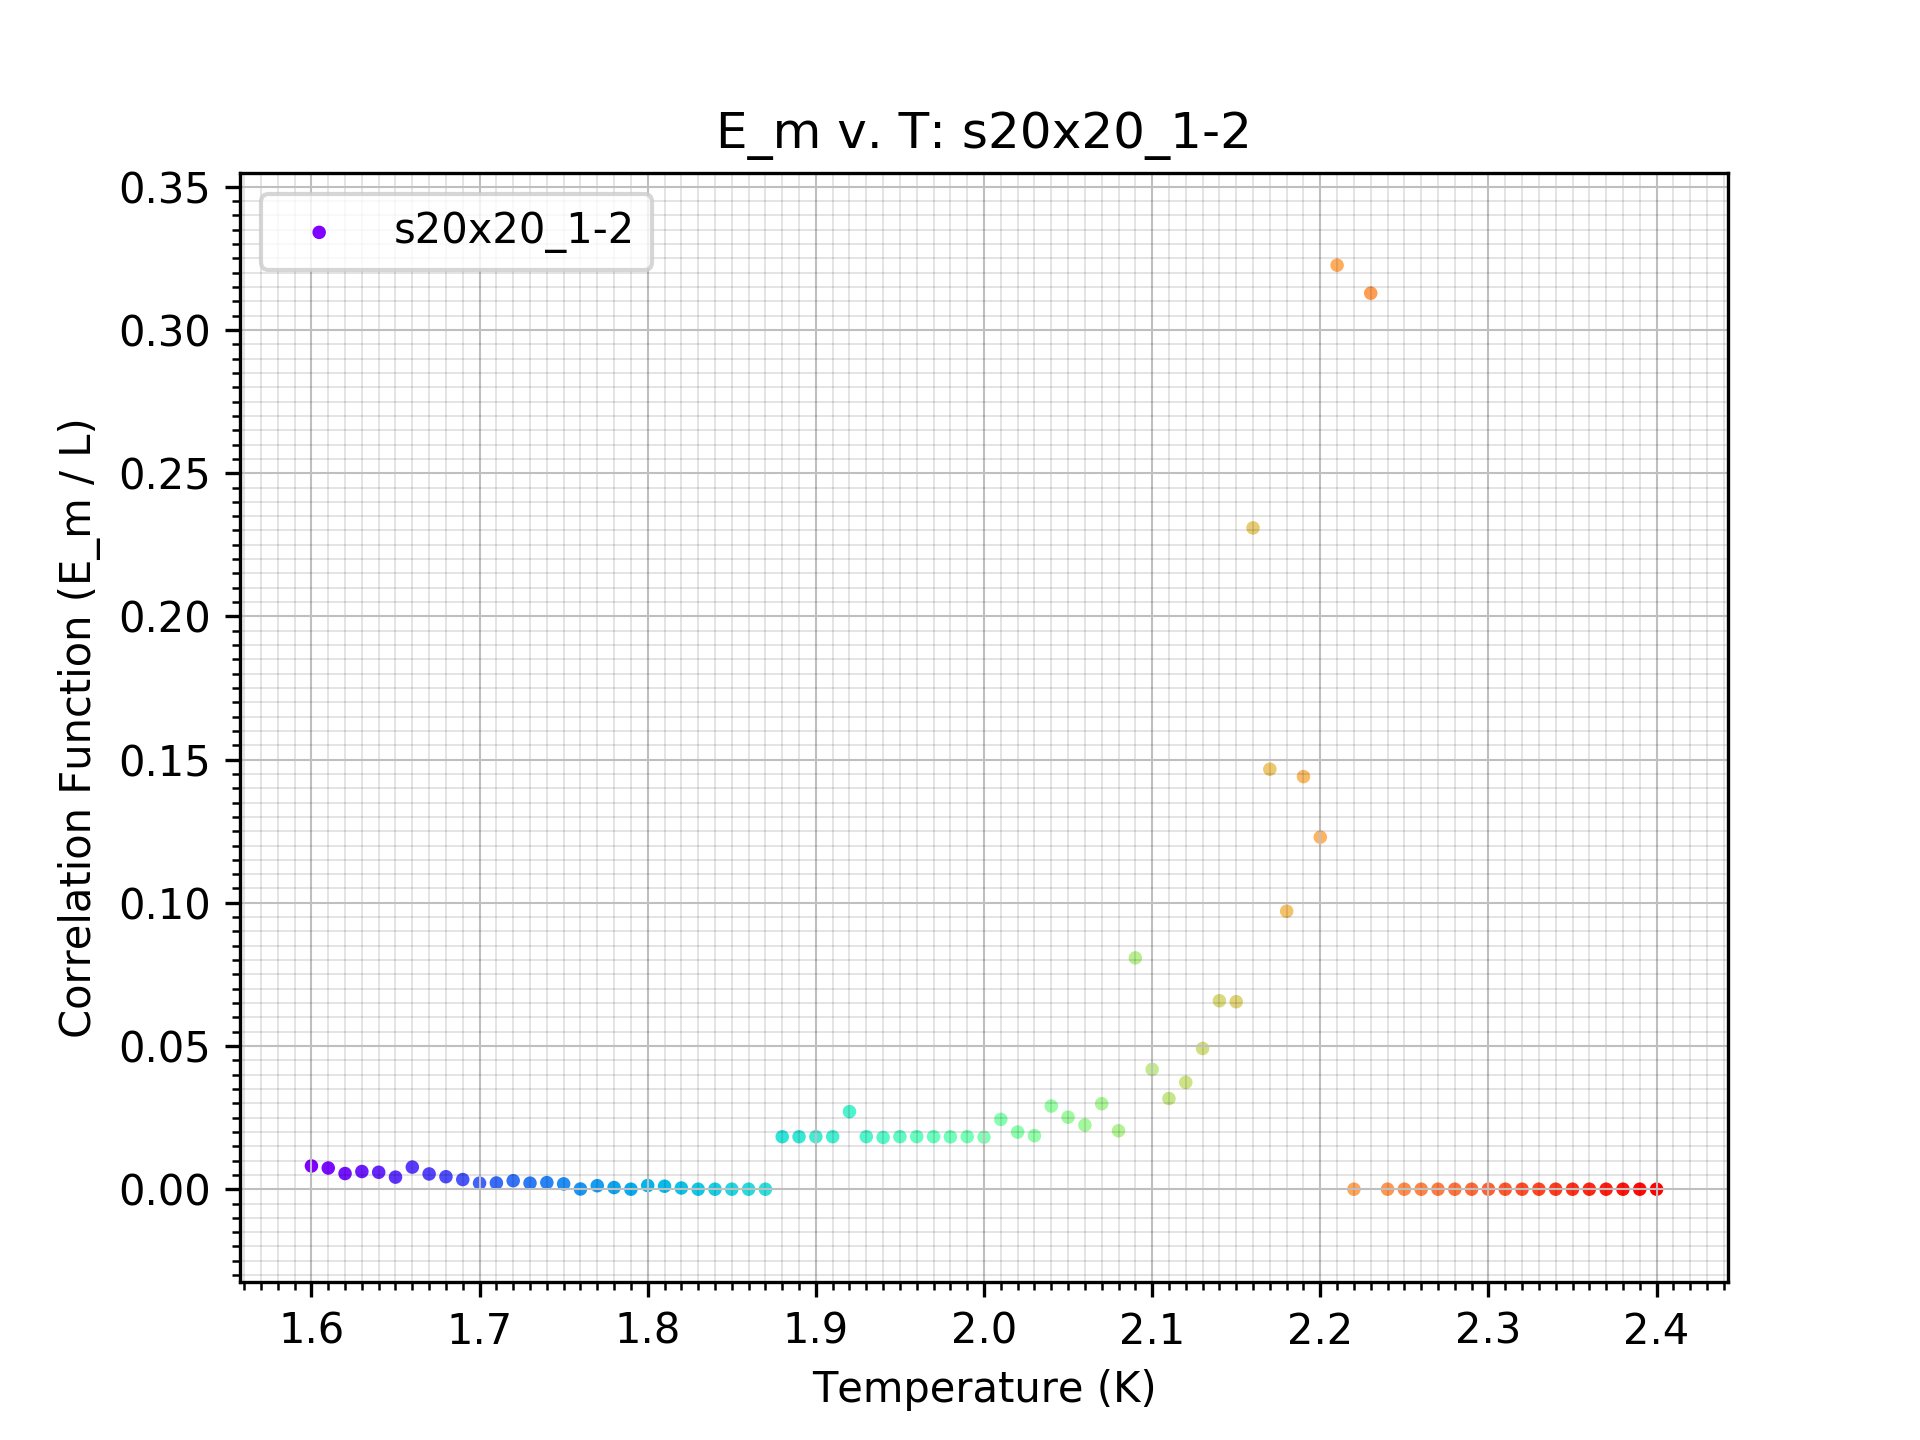 E_m v. T: s20x20_1-2
s20x20_1-2
Correlation Function (E_m / L)
0.35
0.30
0.25
0.20
0.15
0.10
0.05
0.00
1.6 1.7 1.8 1.9 2.0 2.1 2.2 2.3 2.4
Temperature (K)